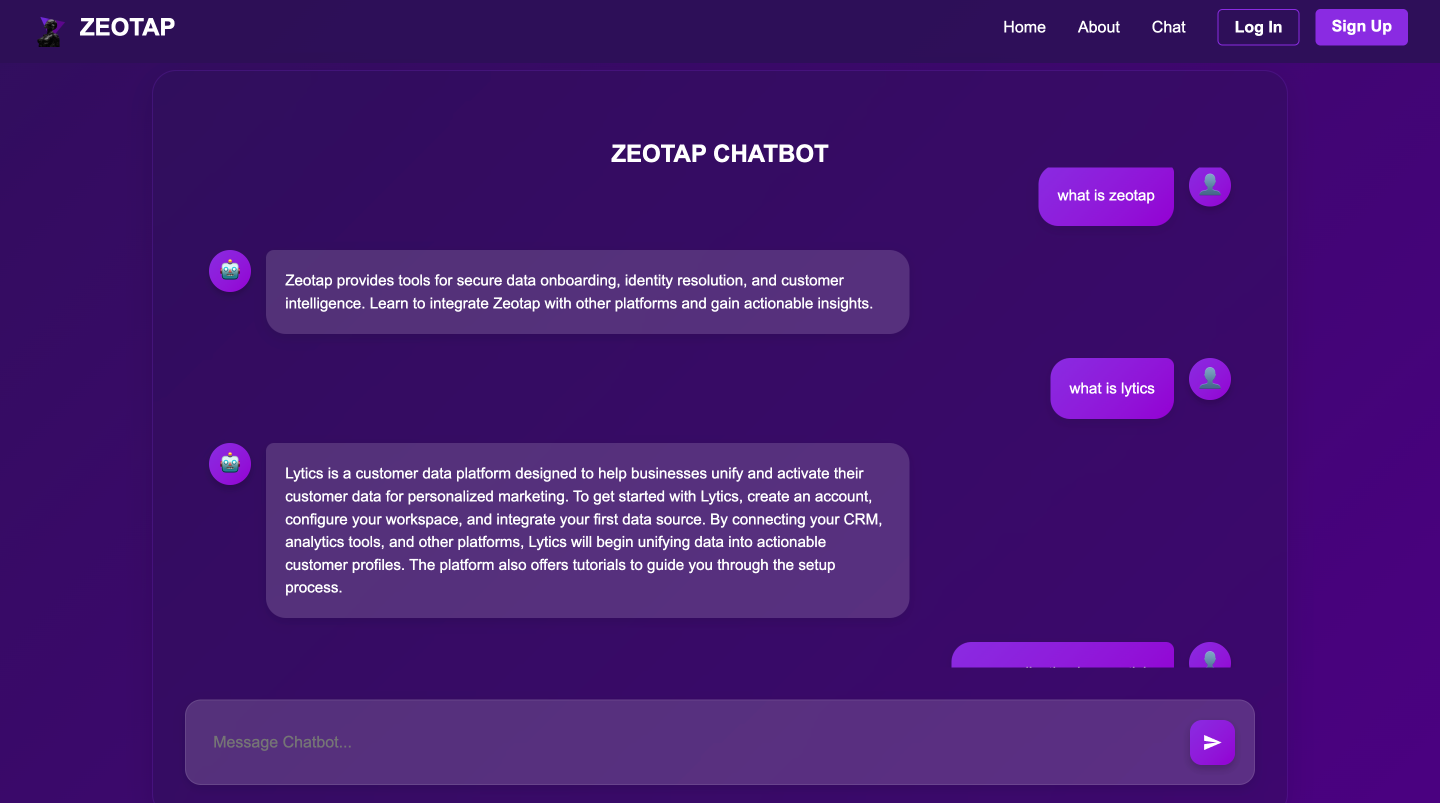 ZEOTAP
Home
About
Chat
Log In
Sign Up
ZEOTAP CHATBOT
what is zeotap
Zeotap provides tools for secure data onboarding, identity resolution, and customer
intelligence. Learn to integrate Zeotap with other platforms and gain actionable insights.
what is lytics
Lytics is a customer data platform designed to help businesses unify and activate their
customer data for personalized marketing. To get started with Lytics, create an account,
configure your workspace, and integrate your first data source. By connecting your CRM,
analytics tools, and other platforms, Lytics will begin unifying data into actionable
customer profiles. The platform also offers tutorials to guide you through the setup
process.
Message Chatbot...